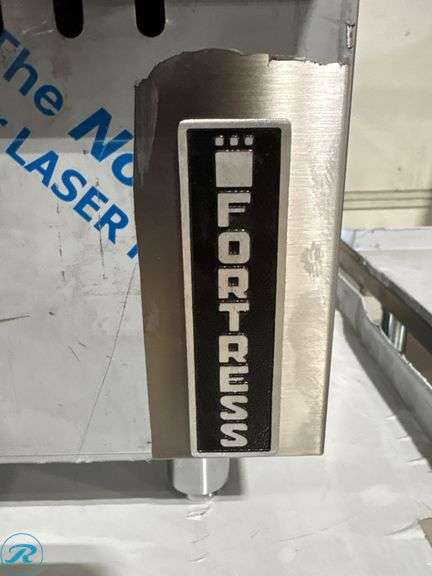 The No
LASER
FORTRESS
R